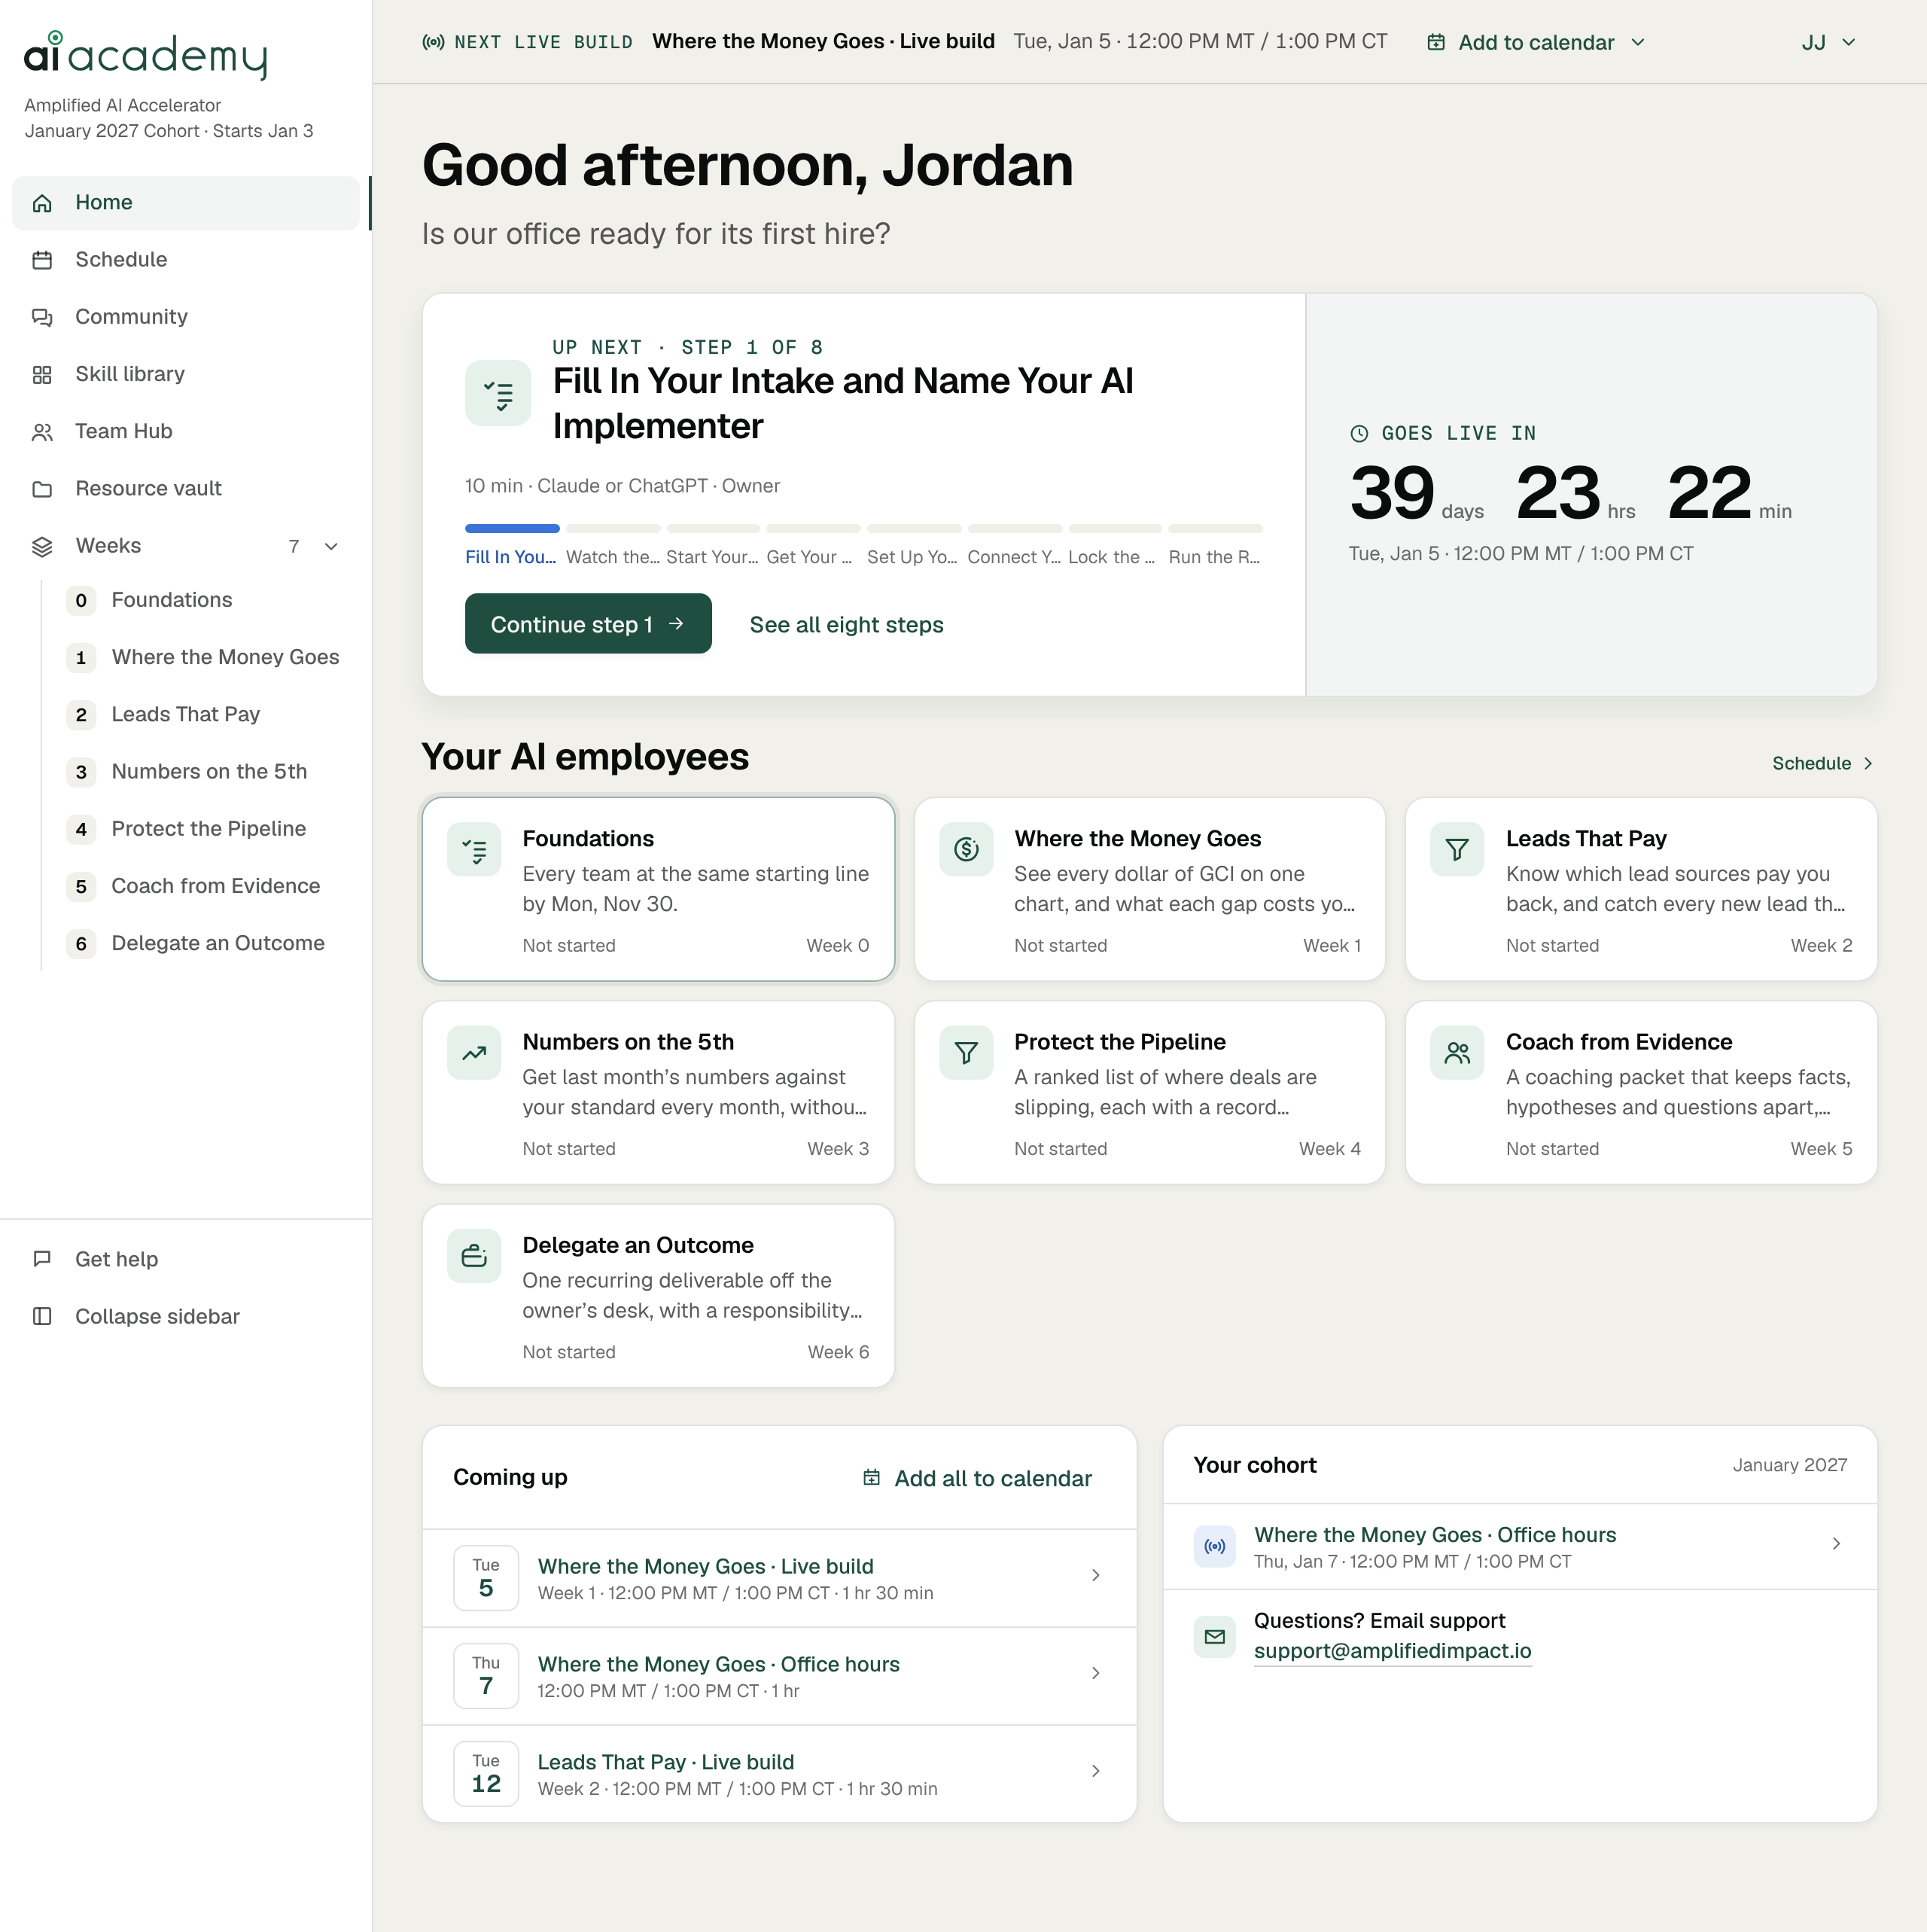 ai academy
Amplified AI Accelerator
January 2027 Cohort · Starts Jan 3
Home
Schedule
Community
Skill library
Team Hub
Resource vault
Weeks 7
0 Foundations
1 Where the Money Goes
2 Leads That Pay
3 Numbers on the 5th
4 Protect the Pipeline
5 Coach from Evidence
6 Delegate an Outcome
Get help
Collapse sidebar
NEXT LIVE BUILD Where the Money Goes · Live build Tue, Jan 5 · 12:00 PM MT / 1:00 PM CT Add to calendar JJ
Good afternoon, Jordan
Is our office ready for its first hire?
UP NEXT · STEP 1 OF 8
Fill In Your Intake and Name Your AI
Implementer
10 min · Claude or ChatGPT · Owner
Fill In You... Watch the... Start Your... Get Your ... Set Up Yo... Connect Y... Lock the ... Run the R...
Continue step 1 →
See all eight steps
GOES LIVE IN
39 days 23 hrs 22 min
Tue, Jan 5 · 12:00 PM MT / 1:00 PM CT
Your AI employees
Schedule
Foundations
Every team at the same starting line
by Mon, Nov 30.
Not started Week 0
Where the Money Goes
See every dollar of GCI on one
chart, and what each gap costs yo...
Not started Week 1
Leads That Pay
Know which lead sources pay you
back, and catch every new lead th...
Not started Week 2
Numbers on the 5th
Get last month’s numbers against
your standard every month, withou...
Not started Week 3
Protect the Pipeline
A ranked list of where deals are
slipping, each with a record...
Not started Week 4
Coach from Evidence
A coaching packet that keeps facts,
hypotheses and questions apart,...
Not started Week 5
Delegate an Outcome
One recurring deliverable off the
owner’s desk, with a responsibility...
Not started Week 6
Coming up
Add all to calendar
Tue
5
Where the Money Goes · Live build
Week 1 · 12:00 PM MT / 1:00 PM CT · 1 hr 30 min
Thu
7
Where the Money Goes · Office hours
12:00 PM MT / 1:00 PM CT · 1 hr
Tue
12
Leads That Pay · Live build
Week 2 · 12:00 PM MT / 1:00 PM CT · 1 hr 30 min
Your cohort
January 2027
Where the Money Goes · Office hours
Thu, Jan 7 · 12:00 PM MT / 1:00 PM CT
Questions? Email support
support@amplifiedimpact.io